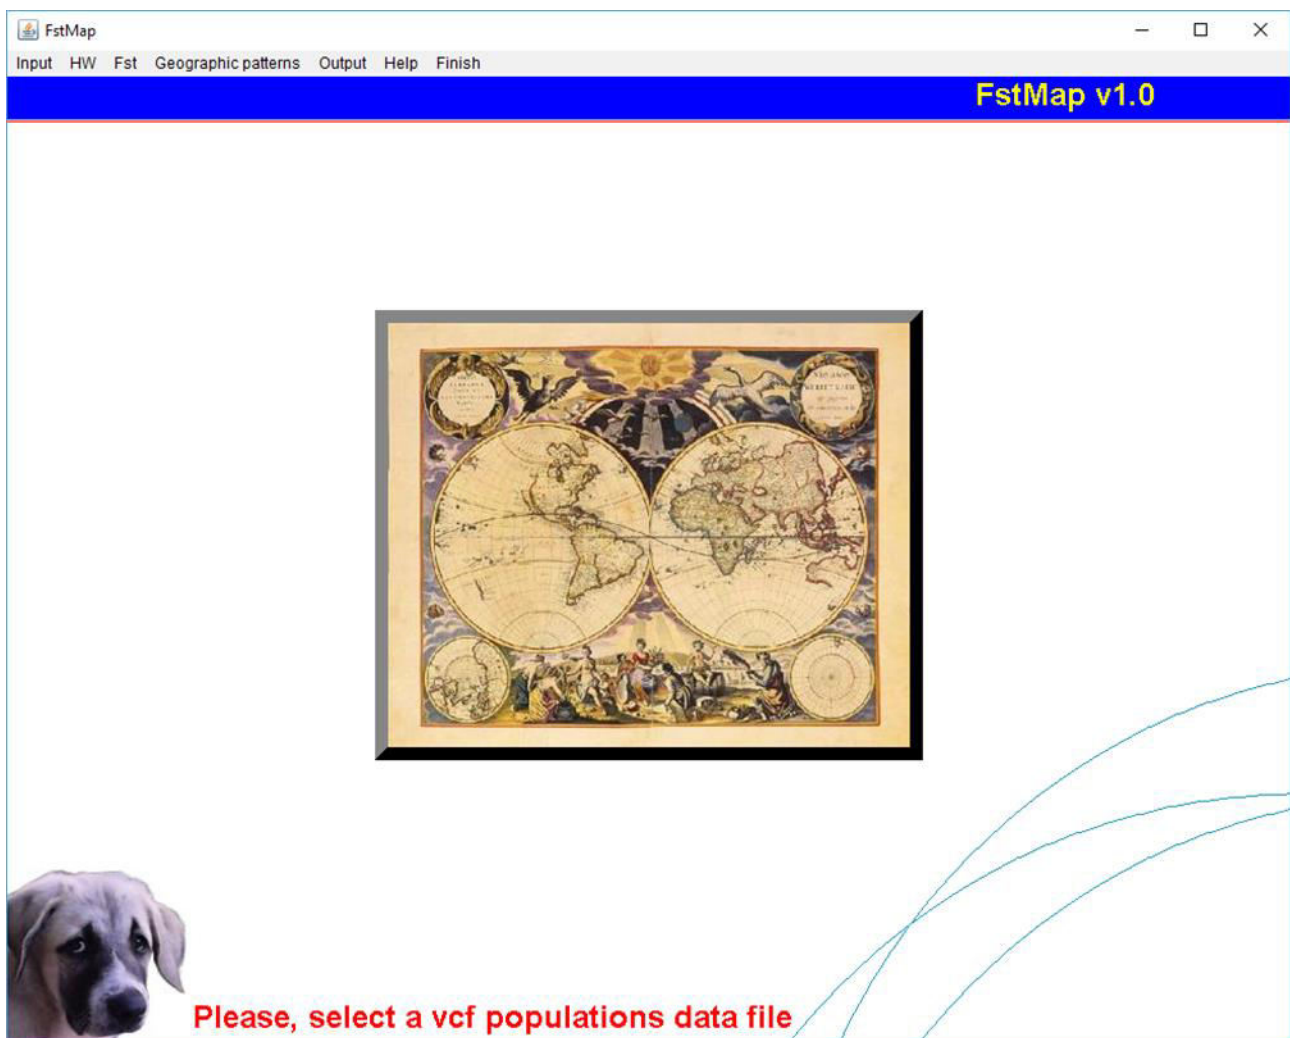 FstMap
Input HW Fst Geographic patterns Output Help Finish
FstMap v1.0
Please, select a vcf populations data file